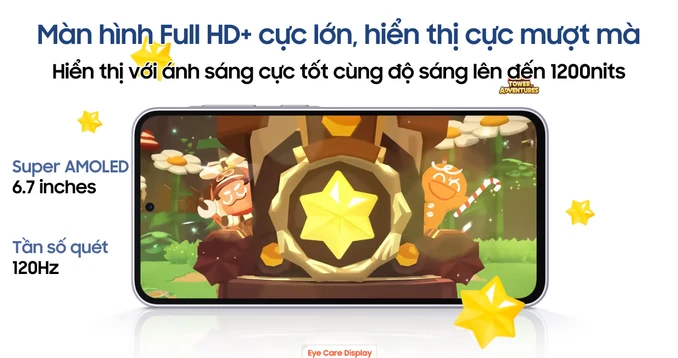 Màn hình Full HD+ cực lớn, hiển thị cực mượt mà
Hiển thị với ánh sáng cực tốt cùng độ sáng lên đến 1200nits
TOWER
ADVENTURES
Super AMOLED
6.7 inches
Tần số quét
120Hz
Eye Care Display